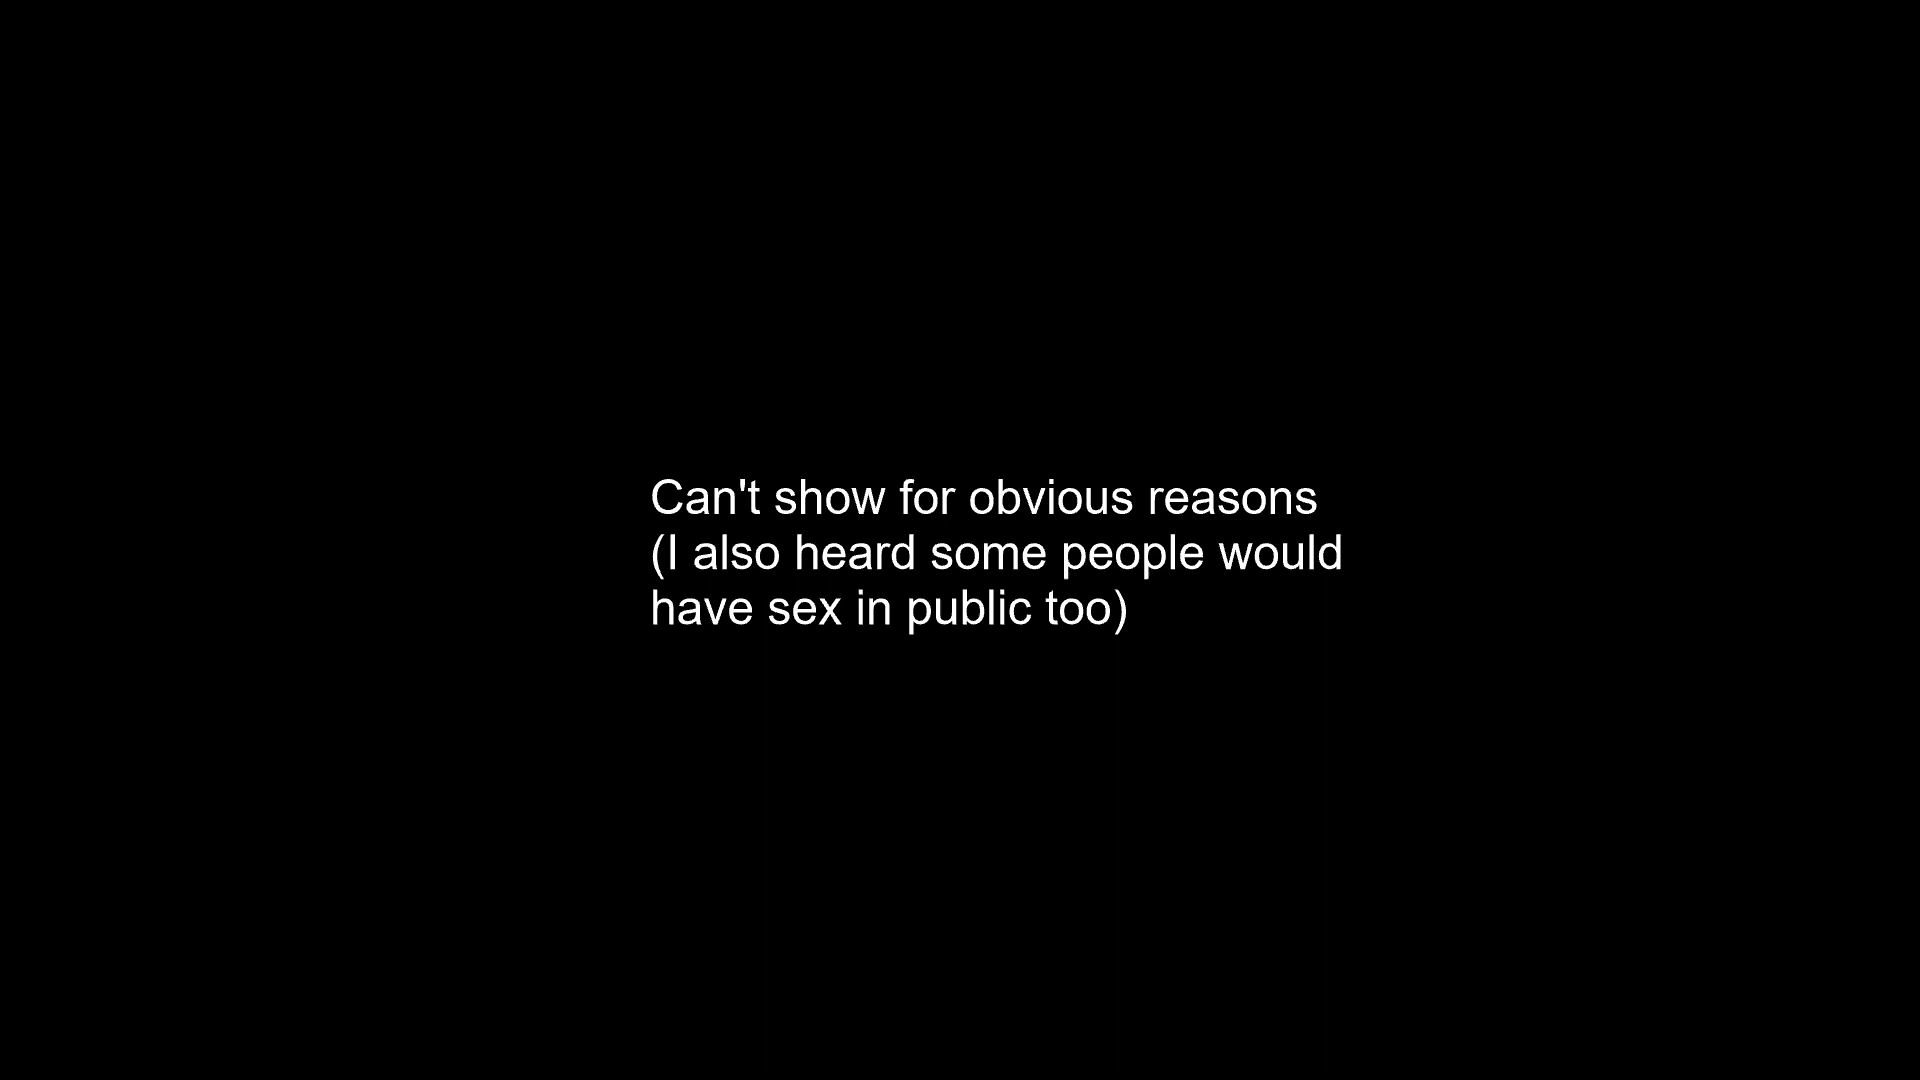 Can't show for obvious reasons
(I also heard some people would
have sex in public too)